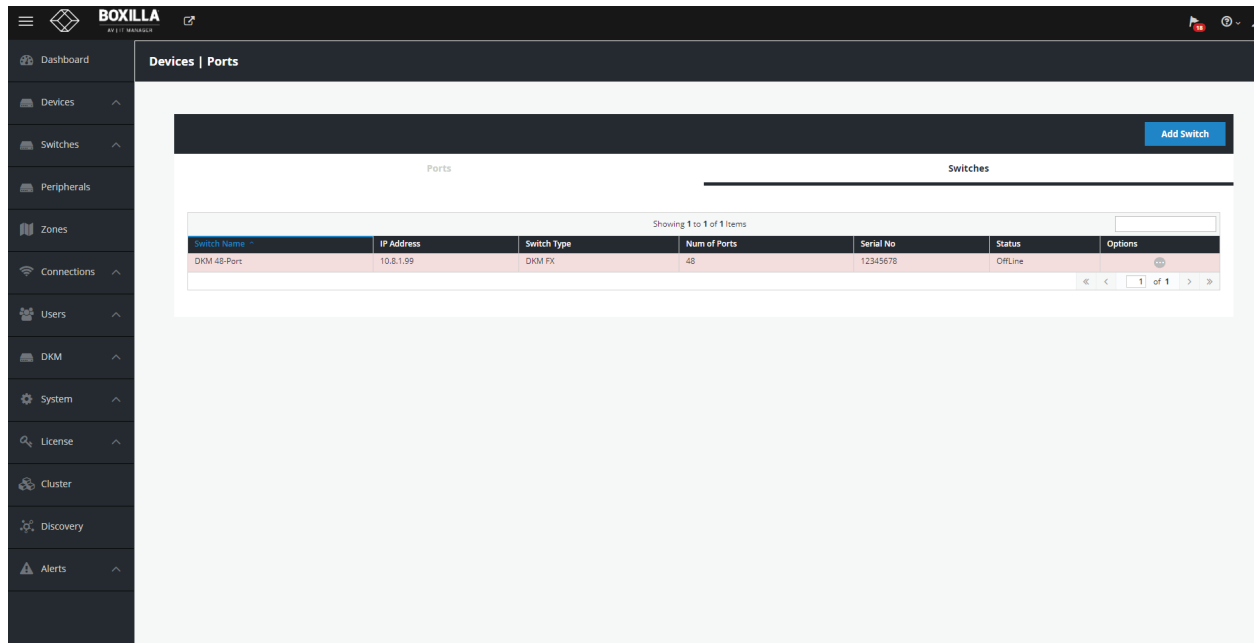 BOXILLA
AV | IT MANAGER
18
Dashboard
Devices | Ports
Devices
Switches
Add Switch
Ports
Switches
Peripherals
Zones
Showing 1 to 1 of 1 Items
Switch Name IP Address Switch Type Num of Ports Serial No Status Options
DKM 48-Port 10.8.1.99 DKM FX 48 12345678 OffLine
1 of 1
Connections
Users
DKM
System
License
Cluster
Discovery
Alerts